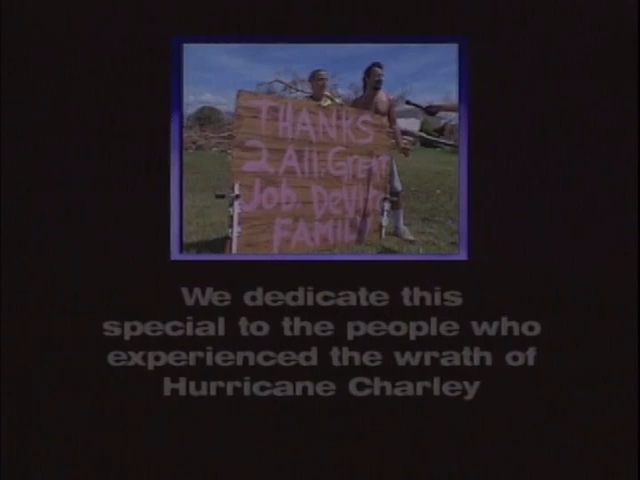 THANKS
2 All. Great
Job.
FAMILY
We dedicate this
special to the people who
experienced the wrath of
Hurricane Charley